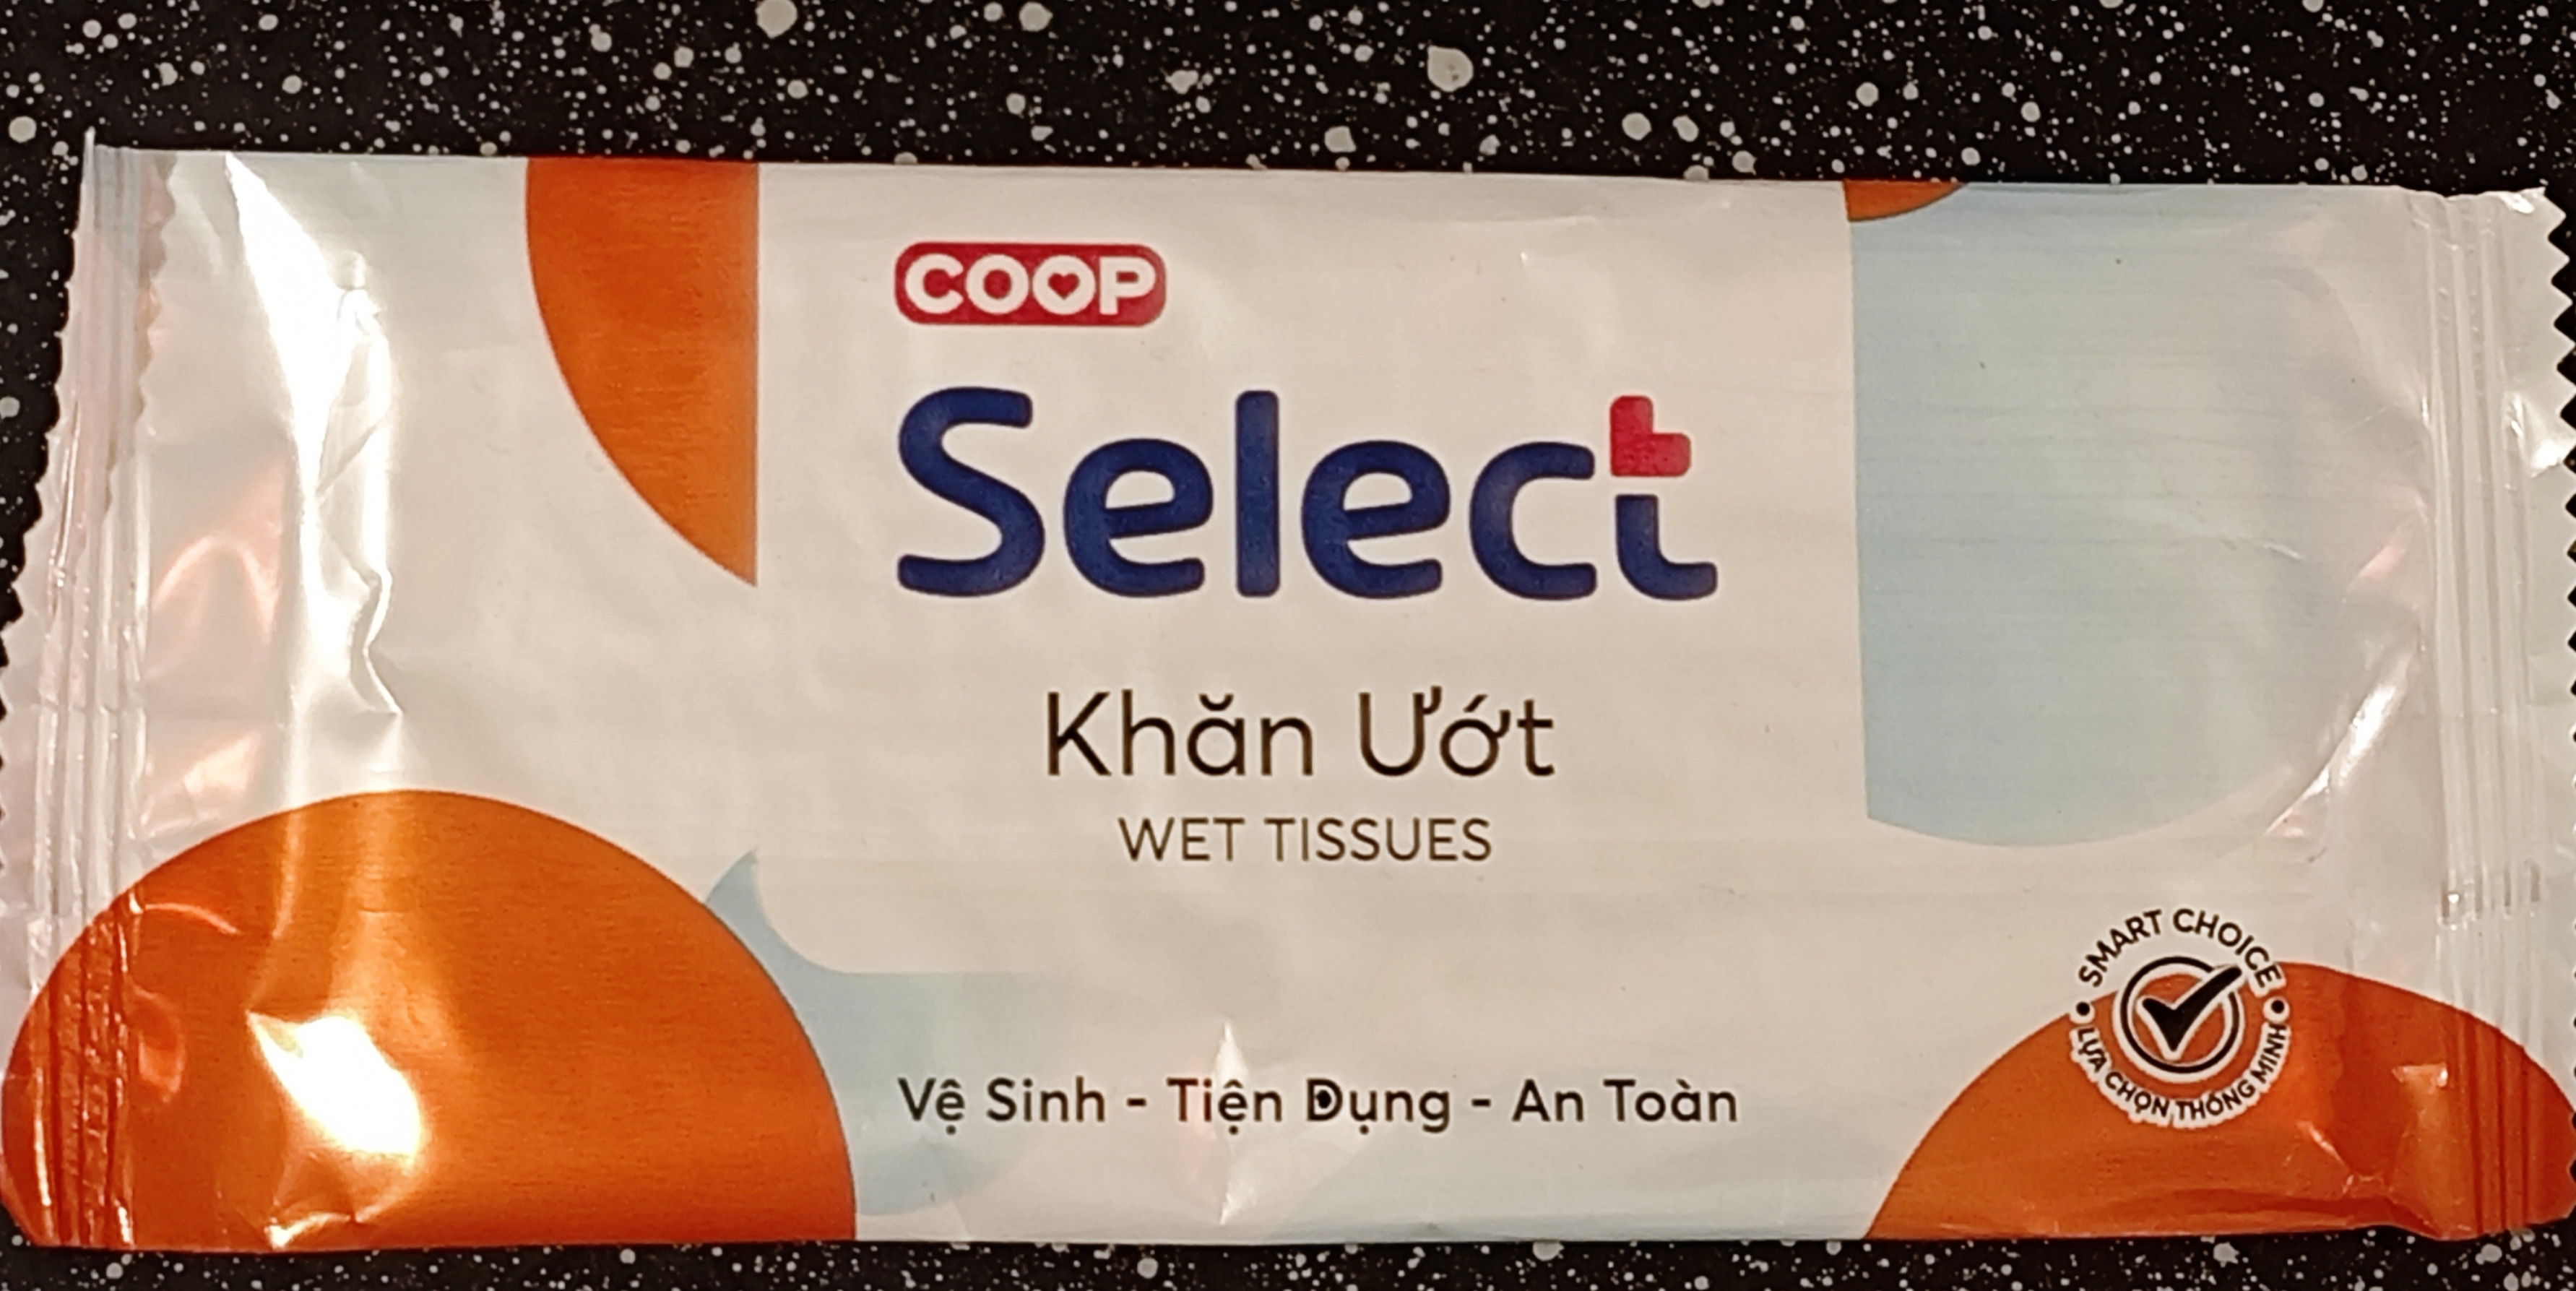 COOP
Select
Khăn Ướt
WET TISSUES
Vệ Sinh - Tiện Dụng - An Toàn
SMART CHOICE
LỰA CHỌN THÔNG MINH